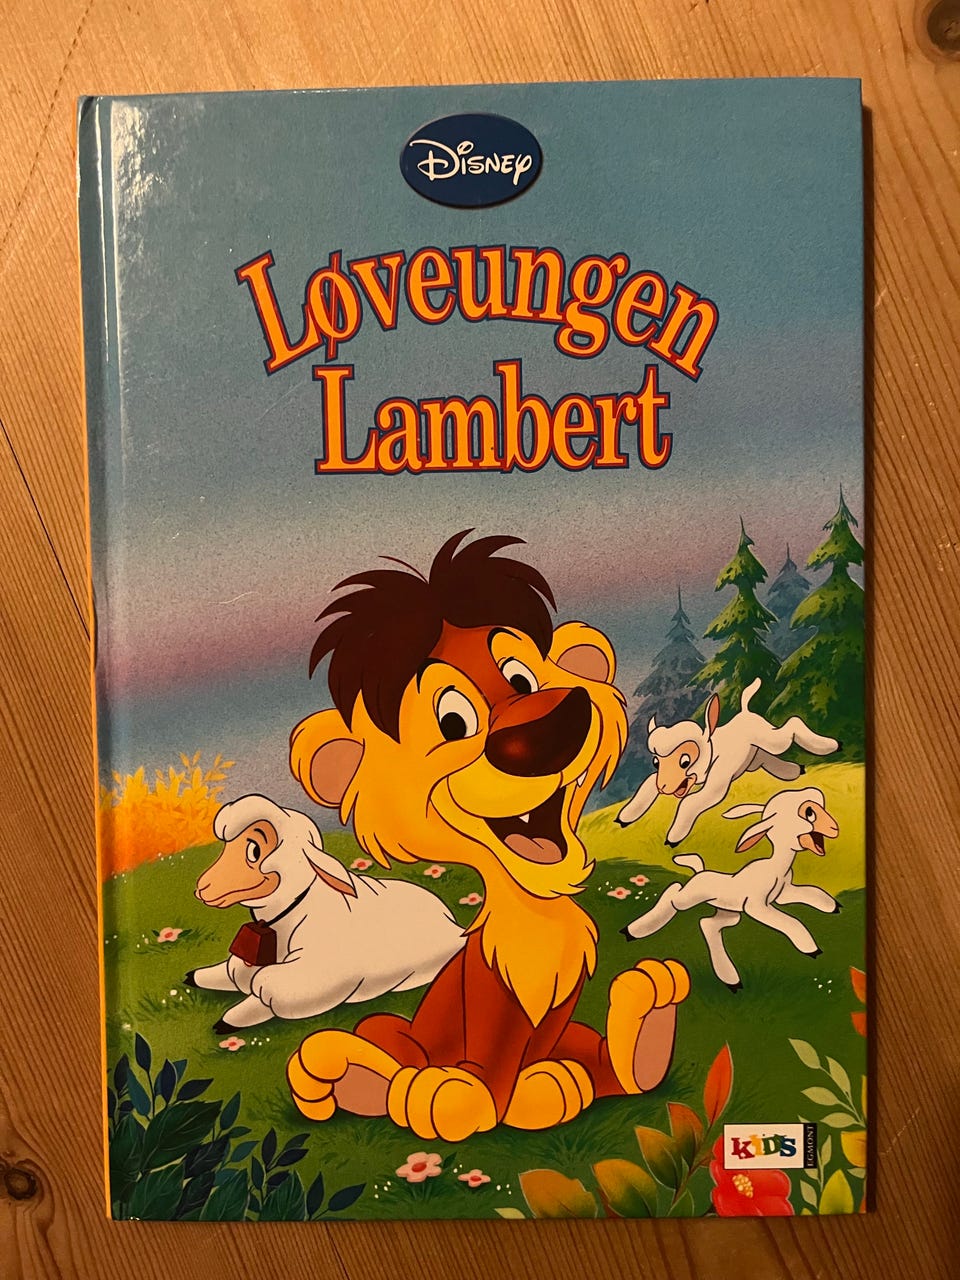 Disney
Løveungen
Lambert
KIDS
EGMONT